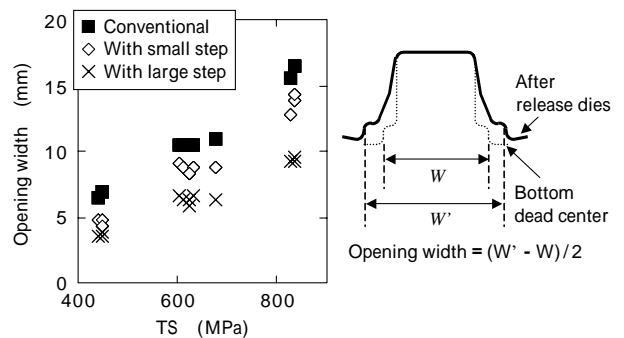 20
15
10
5
0
Opening width (mm)
Conventional
With small step
With large step
400
600
800
TS (MPa)
After
release dies
W
W'
Bottom
dead center
Opening width = (W' - W)/2